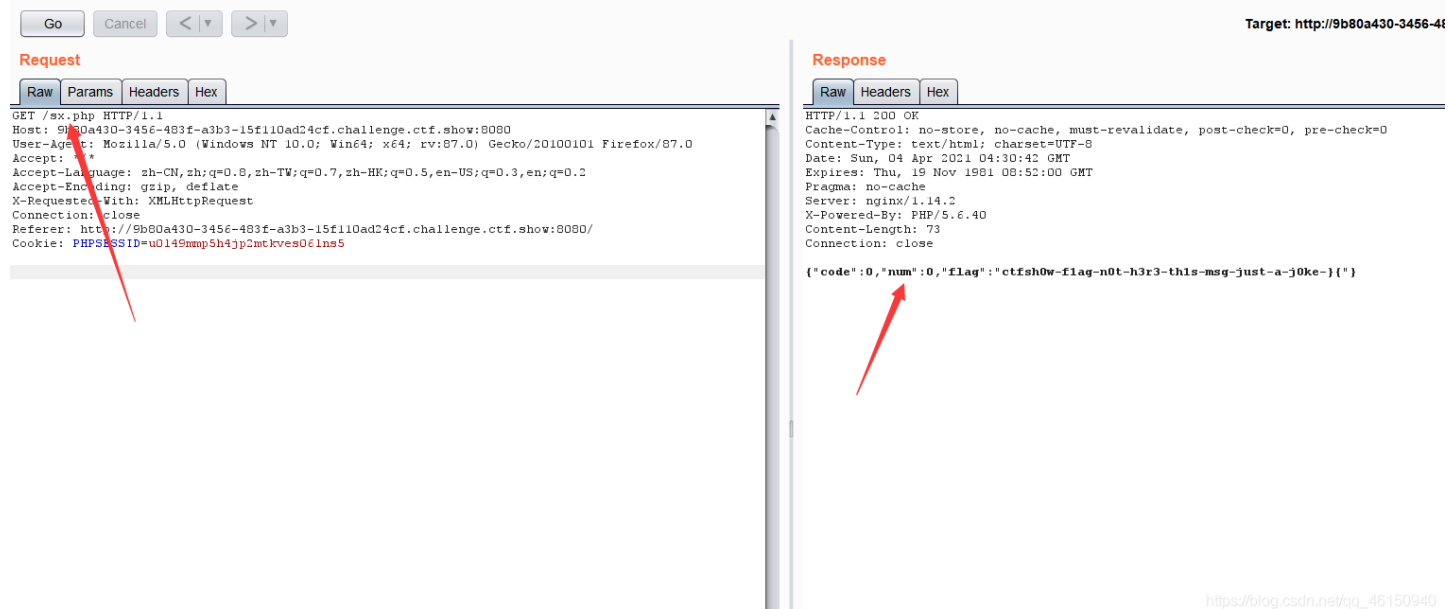 Go Cancel < ▼ > ▼
Target: http://9b80a430-3456-48
Request
Raw Params Headers Hex
GET /sx.php HTTP/1.1
Host: 9b80a430-3456-483f-a3b3-15f110ad24cf.challenge.ctf.show:8080
User-Agent: Mozilla/5.0 (Windows NT 10.0; Win64; x64; rv:87.0) Gecko/20100101 Firefox/87.0
Accept: */*
Accept-Language: zh-CN,zh;q=0.8,zh-TW;q=0.7,zh-HK;q=0.5,en-US;q=0.3,en;q=0.2
Accept-Encoding: gzip, deflate
X-Requested-With: XMLHttpRequest
Connection: close
Referer: http://9b80a430-3456-483f-a3b3-15f110ad24cf.challenge.ctf.show:8080/
Cookie: PHPSESSID=u0149mmp5h4jp2mtkves06lns5
Response
Raw Headers Hex
HTTP/1.1 200 OK
Cache-Control: no-store, no-cache, must-revalidate, post-check=0, pre-check=0
Content-Type: text/html; charset=UTF-8
Date: Sun, 04 Apr 2021 04:30:42 GMT
Expires: Thu, 19 Nov 1981 08:52:00 GMT
Pragma: no-cache
Server: nginx/1.14.2
X-Powered-By: PHP/5.6.40
Content-Length: 73
Connection: close
{"code":0,"num":0,"flag":"ctfsh0w-f1ag-n0t-h3r3-th1s-msg-just-a-j0ke-}{"}
https://blog.csdn.net/qq_46150940